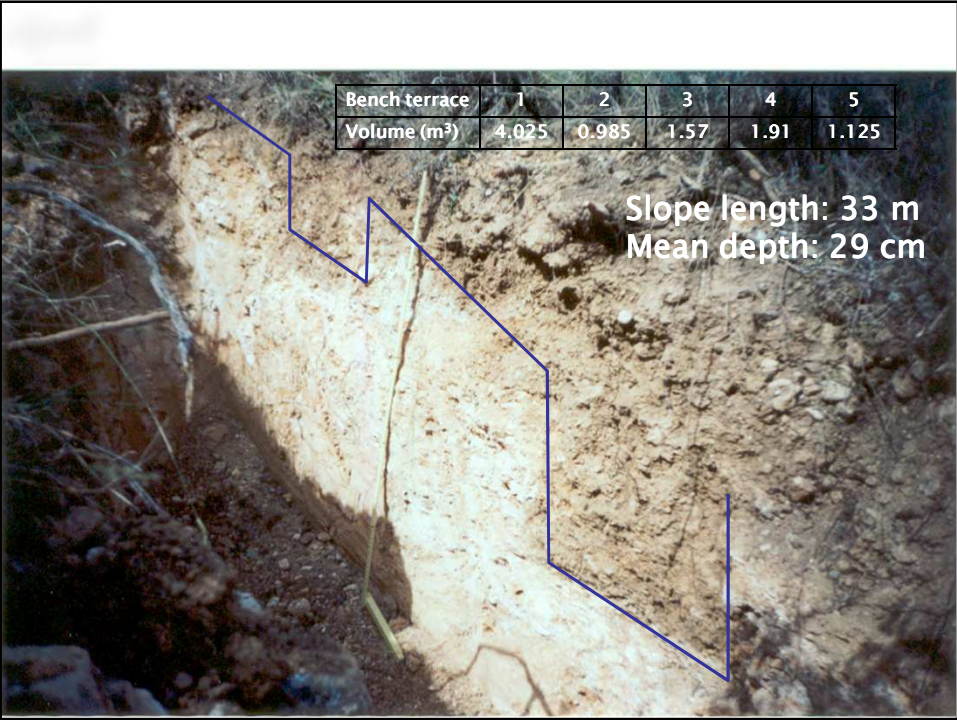 Bench terrace 1 2 3 4 5
Volume (m³) 4.025 0.985 1.57 1.91 1.125
Slope length: 33 m
Mean depth: 29 cm